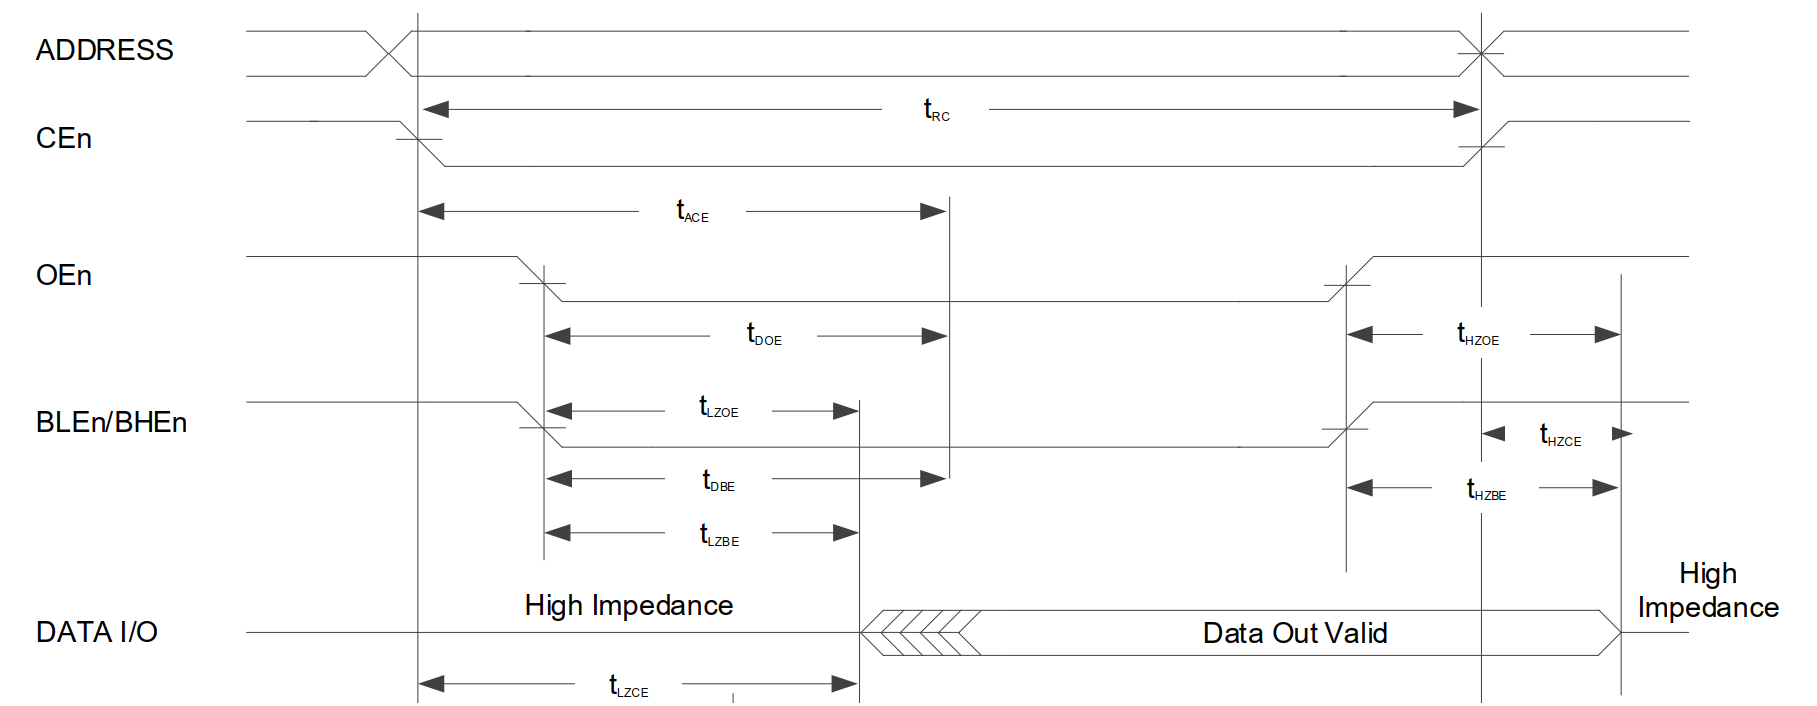 ADDRESS
tRC
CEn
tACE
OEn
tDOE
tHZOE
tLZOE
BLEn/BHEn
tHZCE
tDBE
tHZBE
tLZBE
High
Impedance
High Impedance
DATA I/O
Data Out Valid
tLZCE